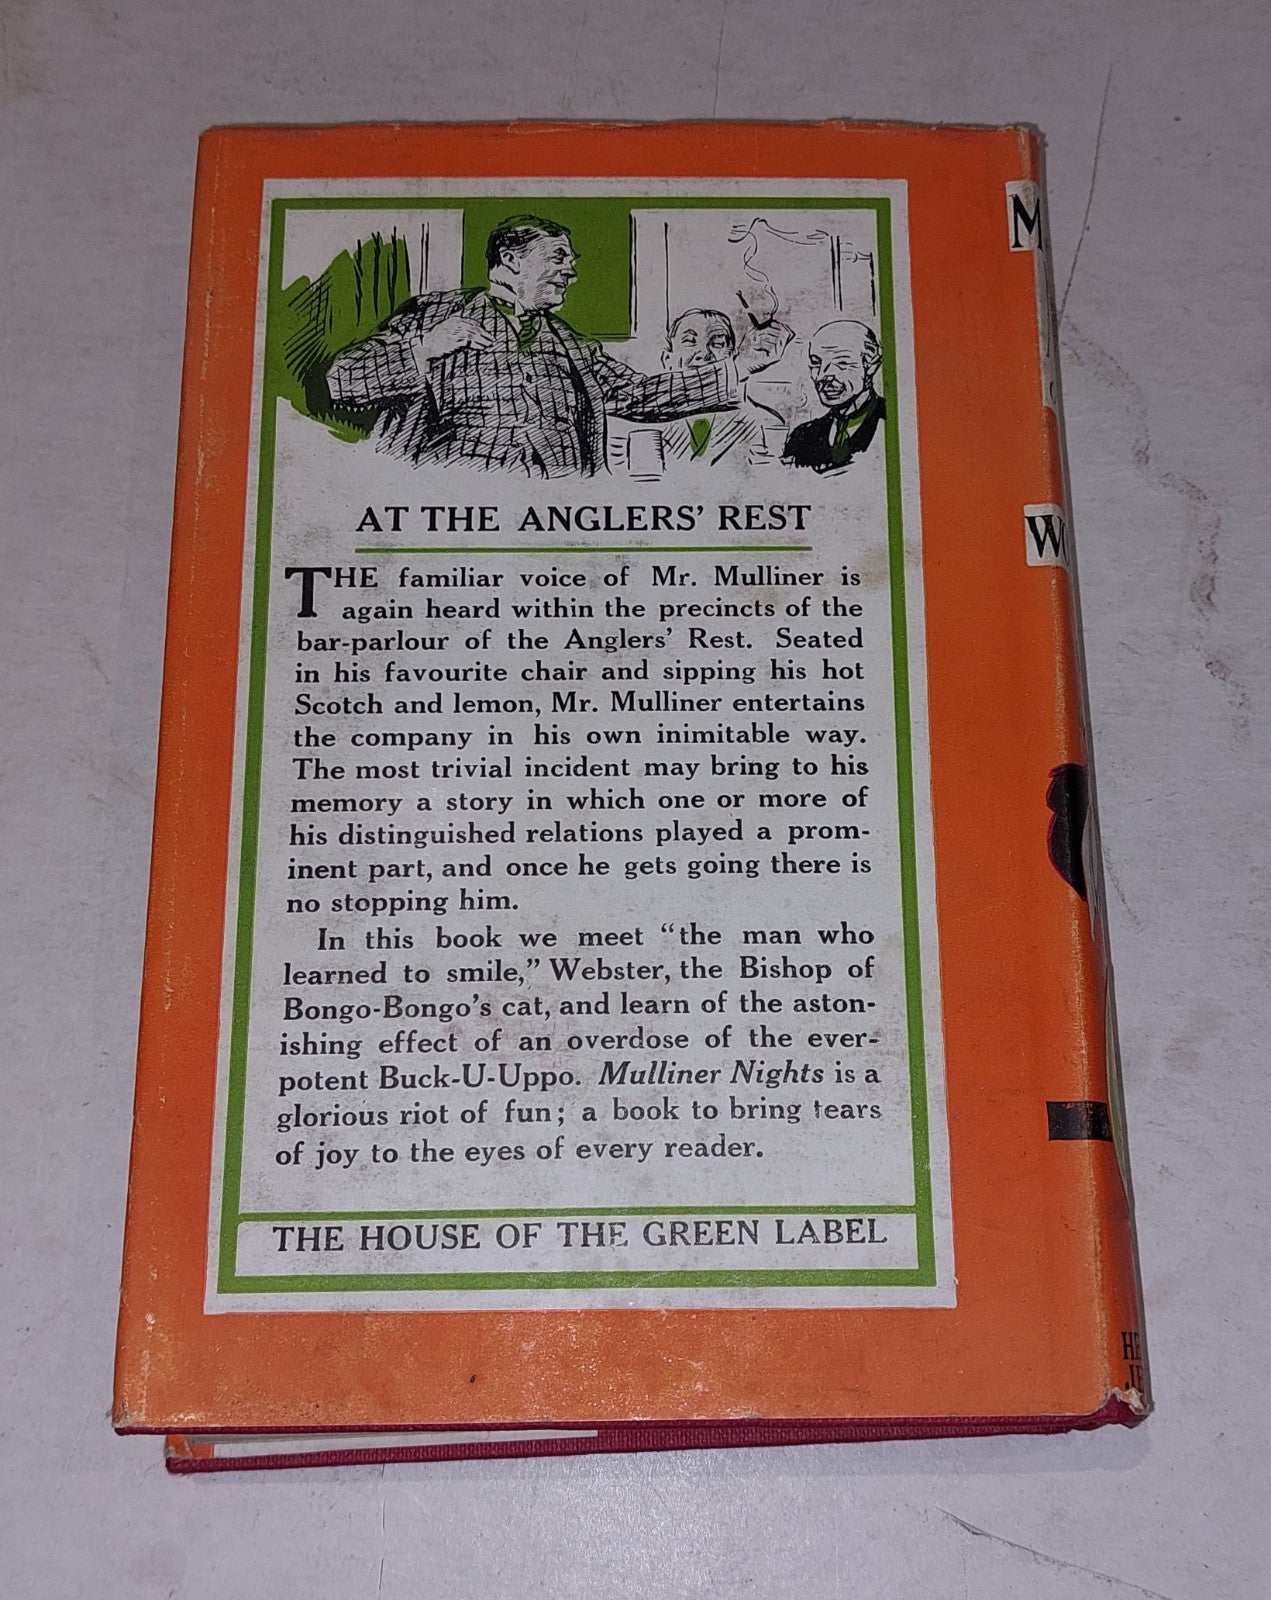 AT THE ANGLERS' REST
THE familiar voice of Mr. Mulliner is
again heard within the precincts of the
bar-parlour of the Anglers' Rest. Seated
in his favourite chair and sipping his hot
Scotch and lemon, Mr. Mulliner entertains
the company in his own inimitable way.
The most trivial incident may bring to his
memory a story in which one or more of
his distinguished relations played a prom-
inent part, and once he gets going there is
no stopping him.
In this book we meet "the man who
learned to smile," Webster, the Bishop of
Bongo-Bongo's cat, and learn of the aston-
ishing effect of an overdose of the ever-
potent Buck-U-Uppo. Mulliner Nights is a
glorious riot of fun; a book to bring tears
of joy to the eyes of every reader.
THE HOUSE OF THE GREEN LABEL
M
WO
HE
JE